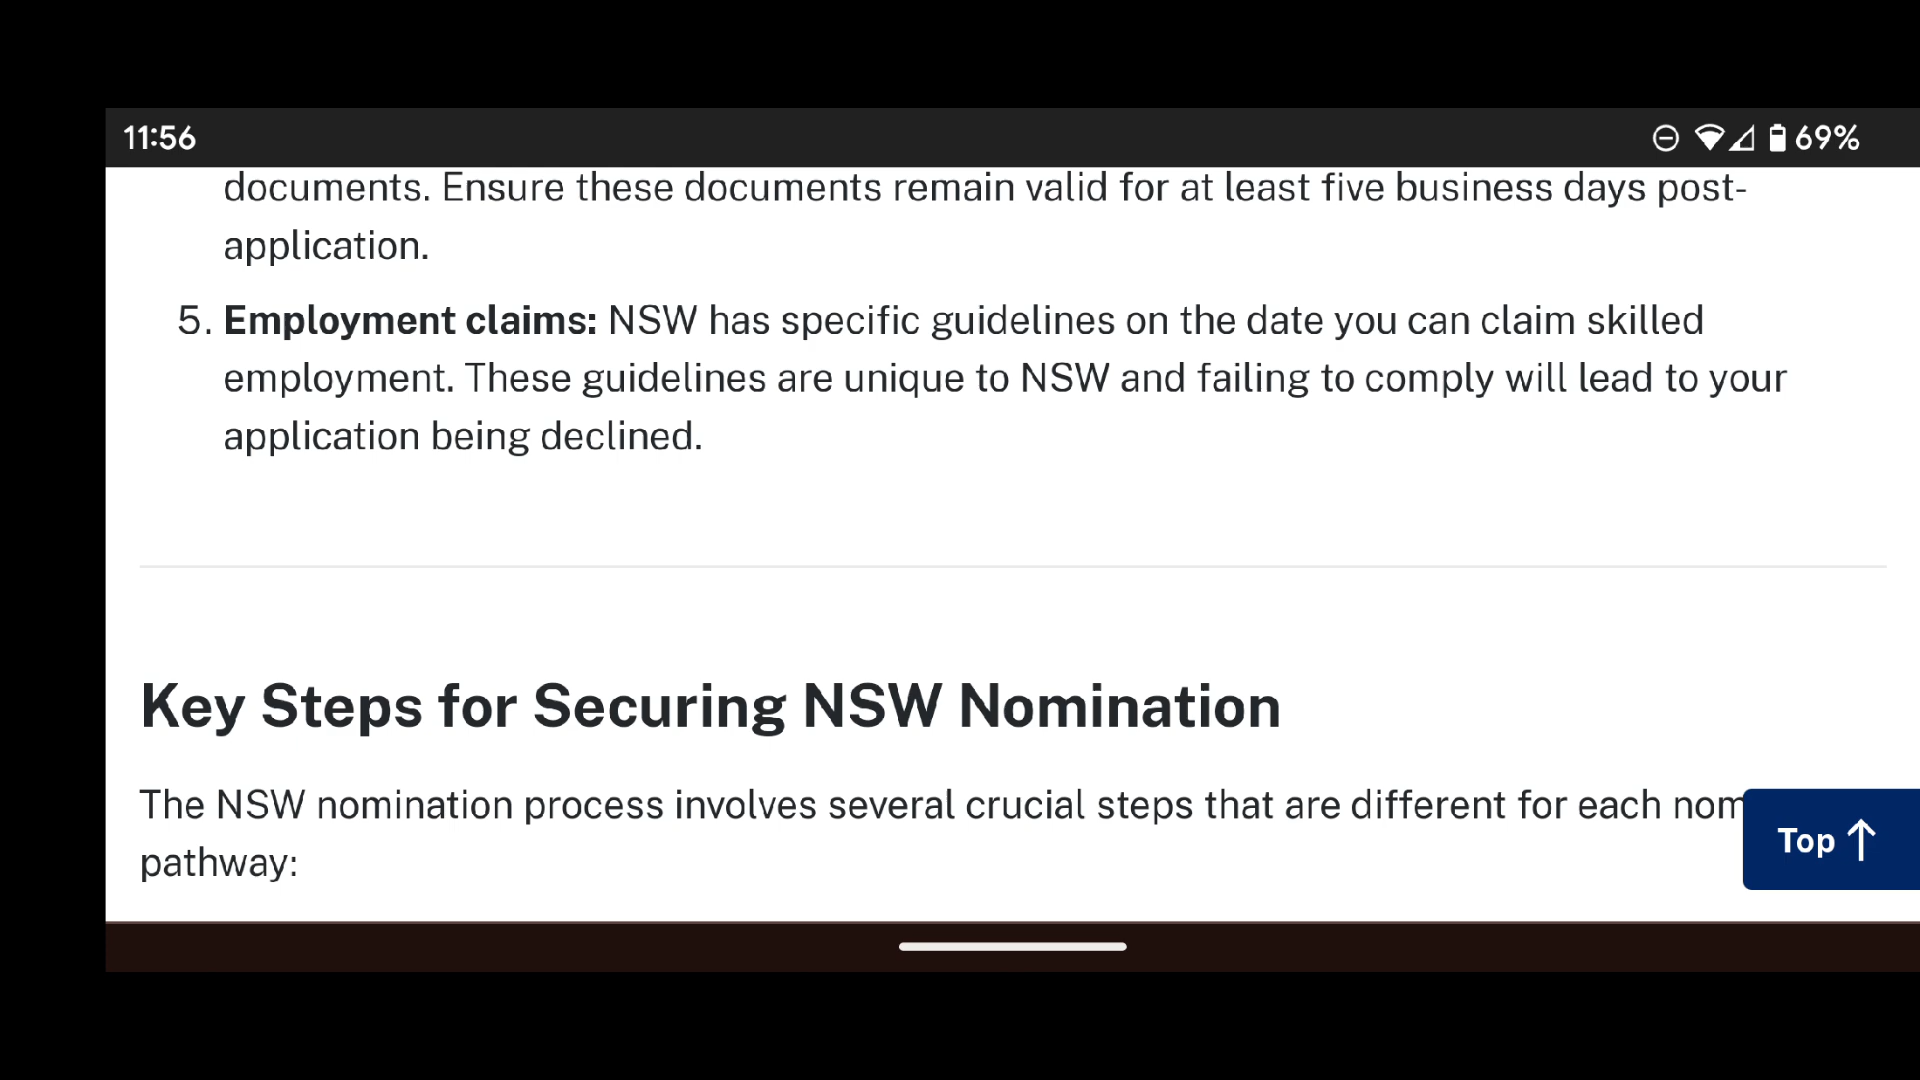 11:56
69%
documents. Ensure these documents remain valid for at least five business days post-
application.
5. Employment claims: NSW has specific guidelines on the date you can claim skilled
employment. These guidelines are unique to NSW and failing to comply will lead to your
application being declined.
Key Steps for Securing NSW Nomination
The NSW nomination process involves several crucial steps that are different for each nom
pathway:
Top ↑